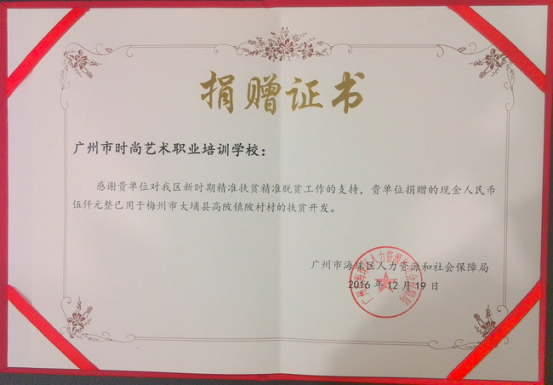 捐赠证书
广州市时尚艺术职业培训学校：
感谢贵单位对我区新时期精准扶贫精准脱贫工作的支持，贵单位捐赠的现金人民币
伍仟元整已用于梅州市大埔县高陂镇陂村村的扶贫开发。
广州市海珠区人力资源和社会保障局
2016年12月19日